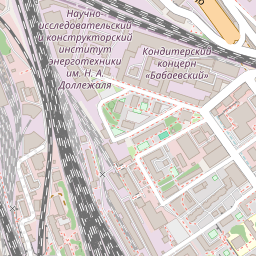 Научно-
исследовательский
и конструкторский
институт
энерготехники
им. Н. А.
Доллежаля
Кондитерский
концерн
«Бабаевский»